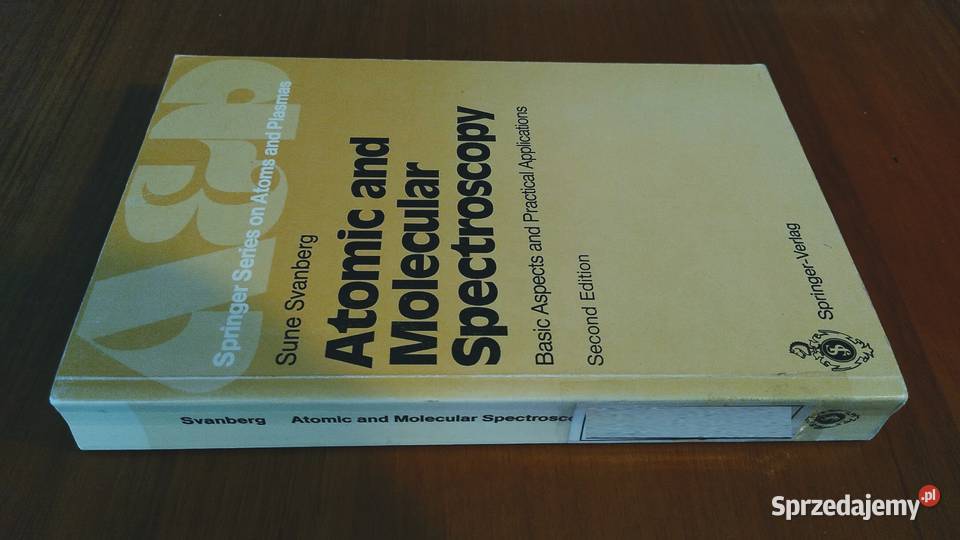 Springer Series on Atoms and Plasmas
Sune Svanberg
Atomic and
Molecular
Spectroscopy
Basic Aspects and Practical Applications
Second Edition
Springer-Verlag
Svanberg Atomic and Molecular Spectrosc
Sprzedajemy.pl